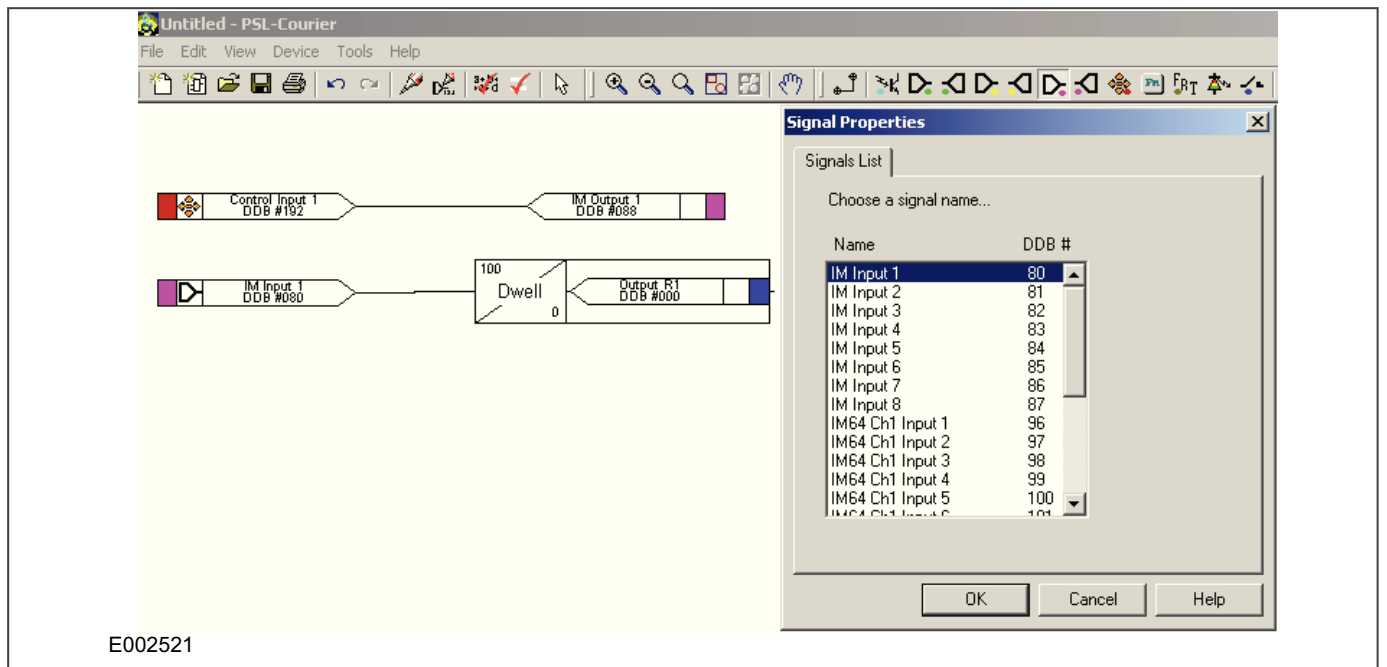 Untitled - PSL-Courier
File Edit View Device Tools Help
Control Input 1
DDB #192
IM Output 1
DDB #088
IM Input 1
DDB #080
100
Dwell
0
Output R1
DDB #000
Signal Properties
Signals List
Choose a signal name...
Name DDB #
IM Input 1 80
IM Input 2 81
IM Input 3 82
IM Input 4 83
IM Input 5 84
IM Input 6 85
IM Input 7 86
IM Input 8 87
IM64 Ch1 Input 1 96
IM64 Ch1 Input 2 97
IM64 Ch1 Input 3 98
IM64 Ch1 Input 4 99
IM64 Ch1 Input 5 100
IM64 Ch1 Input 6 101
OK Cancel Help
E002521